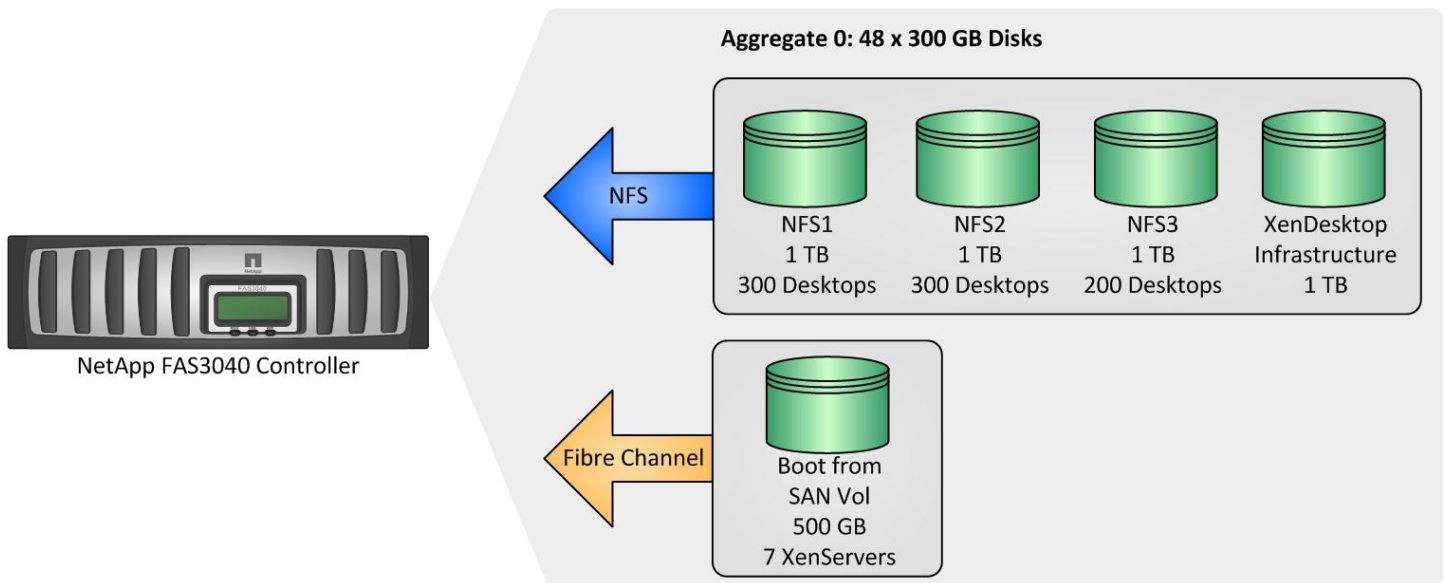 Aggregate 0: 48 x 300 GB Disks
NFS
NFS1
1 TB
300 Desktops
NFS2
1 TB
300 Desktops
NFS3
1 TB
200 Desktops
XenDesktop
Infrastructure
1 TB
NetApp
FAS3040
NetApp FAS3040 Controller
Fibre Channel
Boot from
SAN Vol
500 GB
7 XenServers